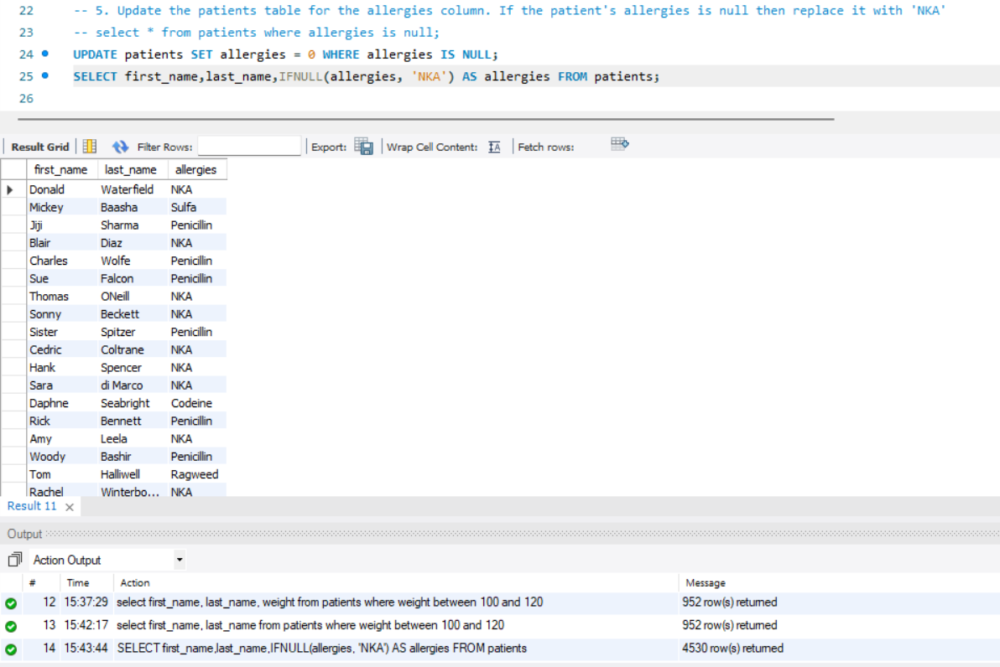 22 -- 5. Update the patients table for the allergies column. If the patient's allergies is null then replace it with 'NKA'
23 -- select * from patients where allergies is null;
24 UPDATE patients SET allergies = 0 WHERE allergies IS NULL;
25 SELECT first_name,last_name,IFNULL(allergies, 'NKA') AS allergies FROM patients;
26
Result Grid Filter Rows: Export: Wrap Cell Content: IA Fetch rows:
first_name last_name allergies
Donald Waterfield NKA
Mickey Baasha Sulfa
Jiji Sharma Penicillin
Blair Diaz NKA
Charles Wolfe Penicillin
Sue Falcon Penicillin
Thomas ONeill NKA
Sonny Beckett NKA
Sister Spitzer Penicillin
Cedric Coltrane NKA
Hank Spencer NKA
Sara di Marco NKA
Daphne Seabright Codeine
Rick Bennett Penicillin
Amy Leela NKA
Woody Bashir Penicillin
Tom Halliwell Ragweed
Rachel Winterbo... NKA
Result 11
Output
Action Output
# Time Action Message
12 15:37:29 select first_name, last_name, weight from patients where weight between 100 and 120 952 row(s) returned
13 15:42:17 select first_name, last_name from patients where weight between 100 and 120 952 row(s) returned
14 15:43:44 SELECT first_name,last_name,IFNULL(allergies, 'NKA') AS allergies FROM patients 4530 row(s) returned